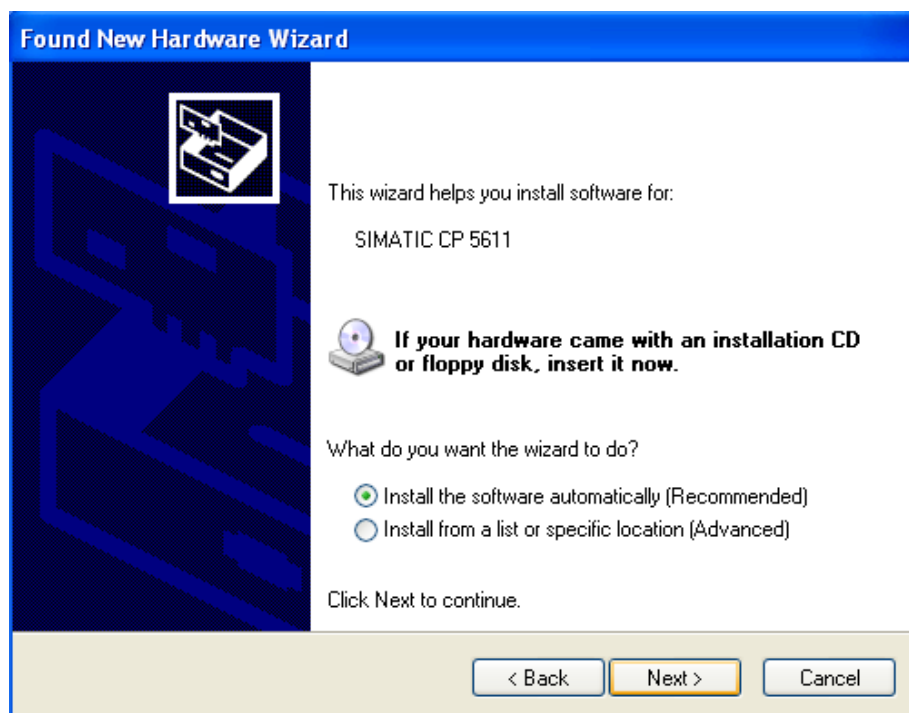 Found New Hardware Wizard
This wizard helps you install software for:
SIMATIC CP 5611
If your hardware came with an installation CD
or floppy disk, insert it now.
What do you want the wizard to do?
Install the software automatically (Recommended)
Install from a list or specific location (Advanced)
Click Next to continue.
< Back Next > Cancel